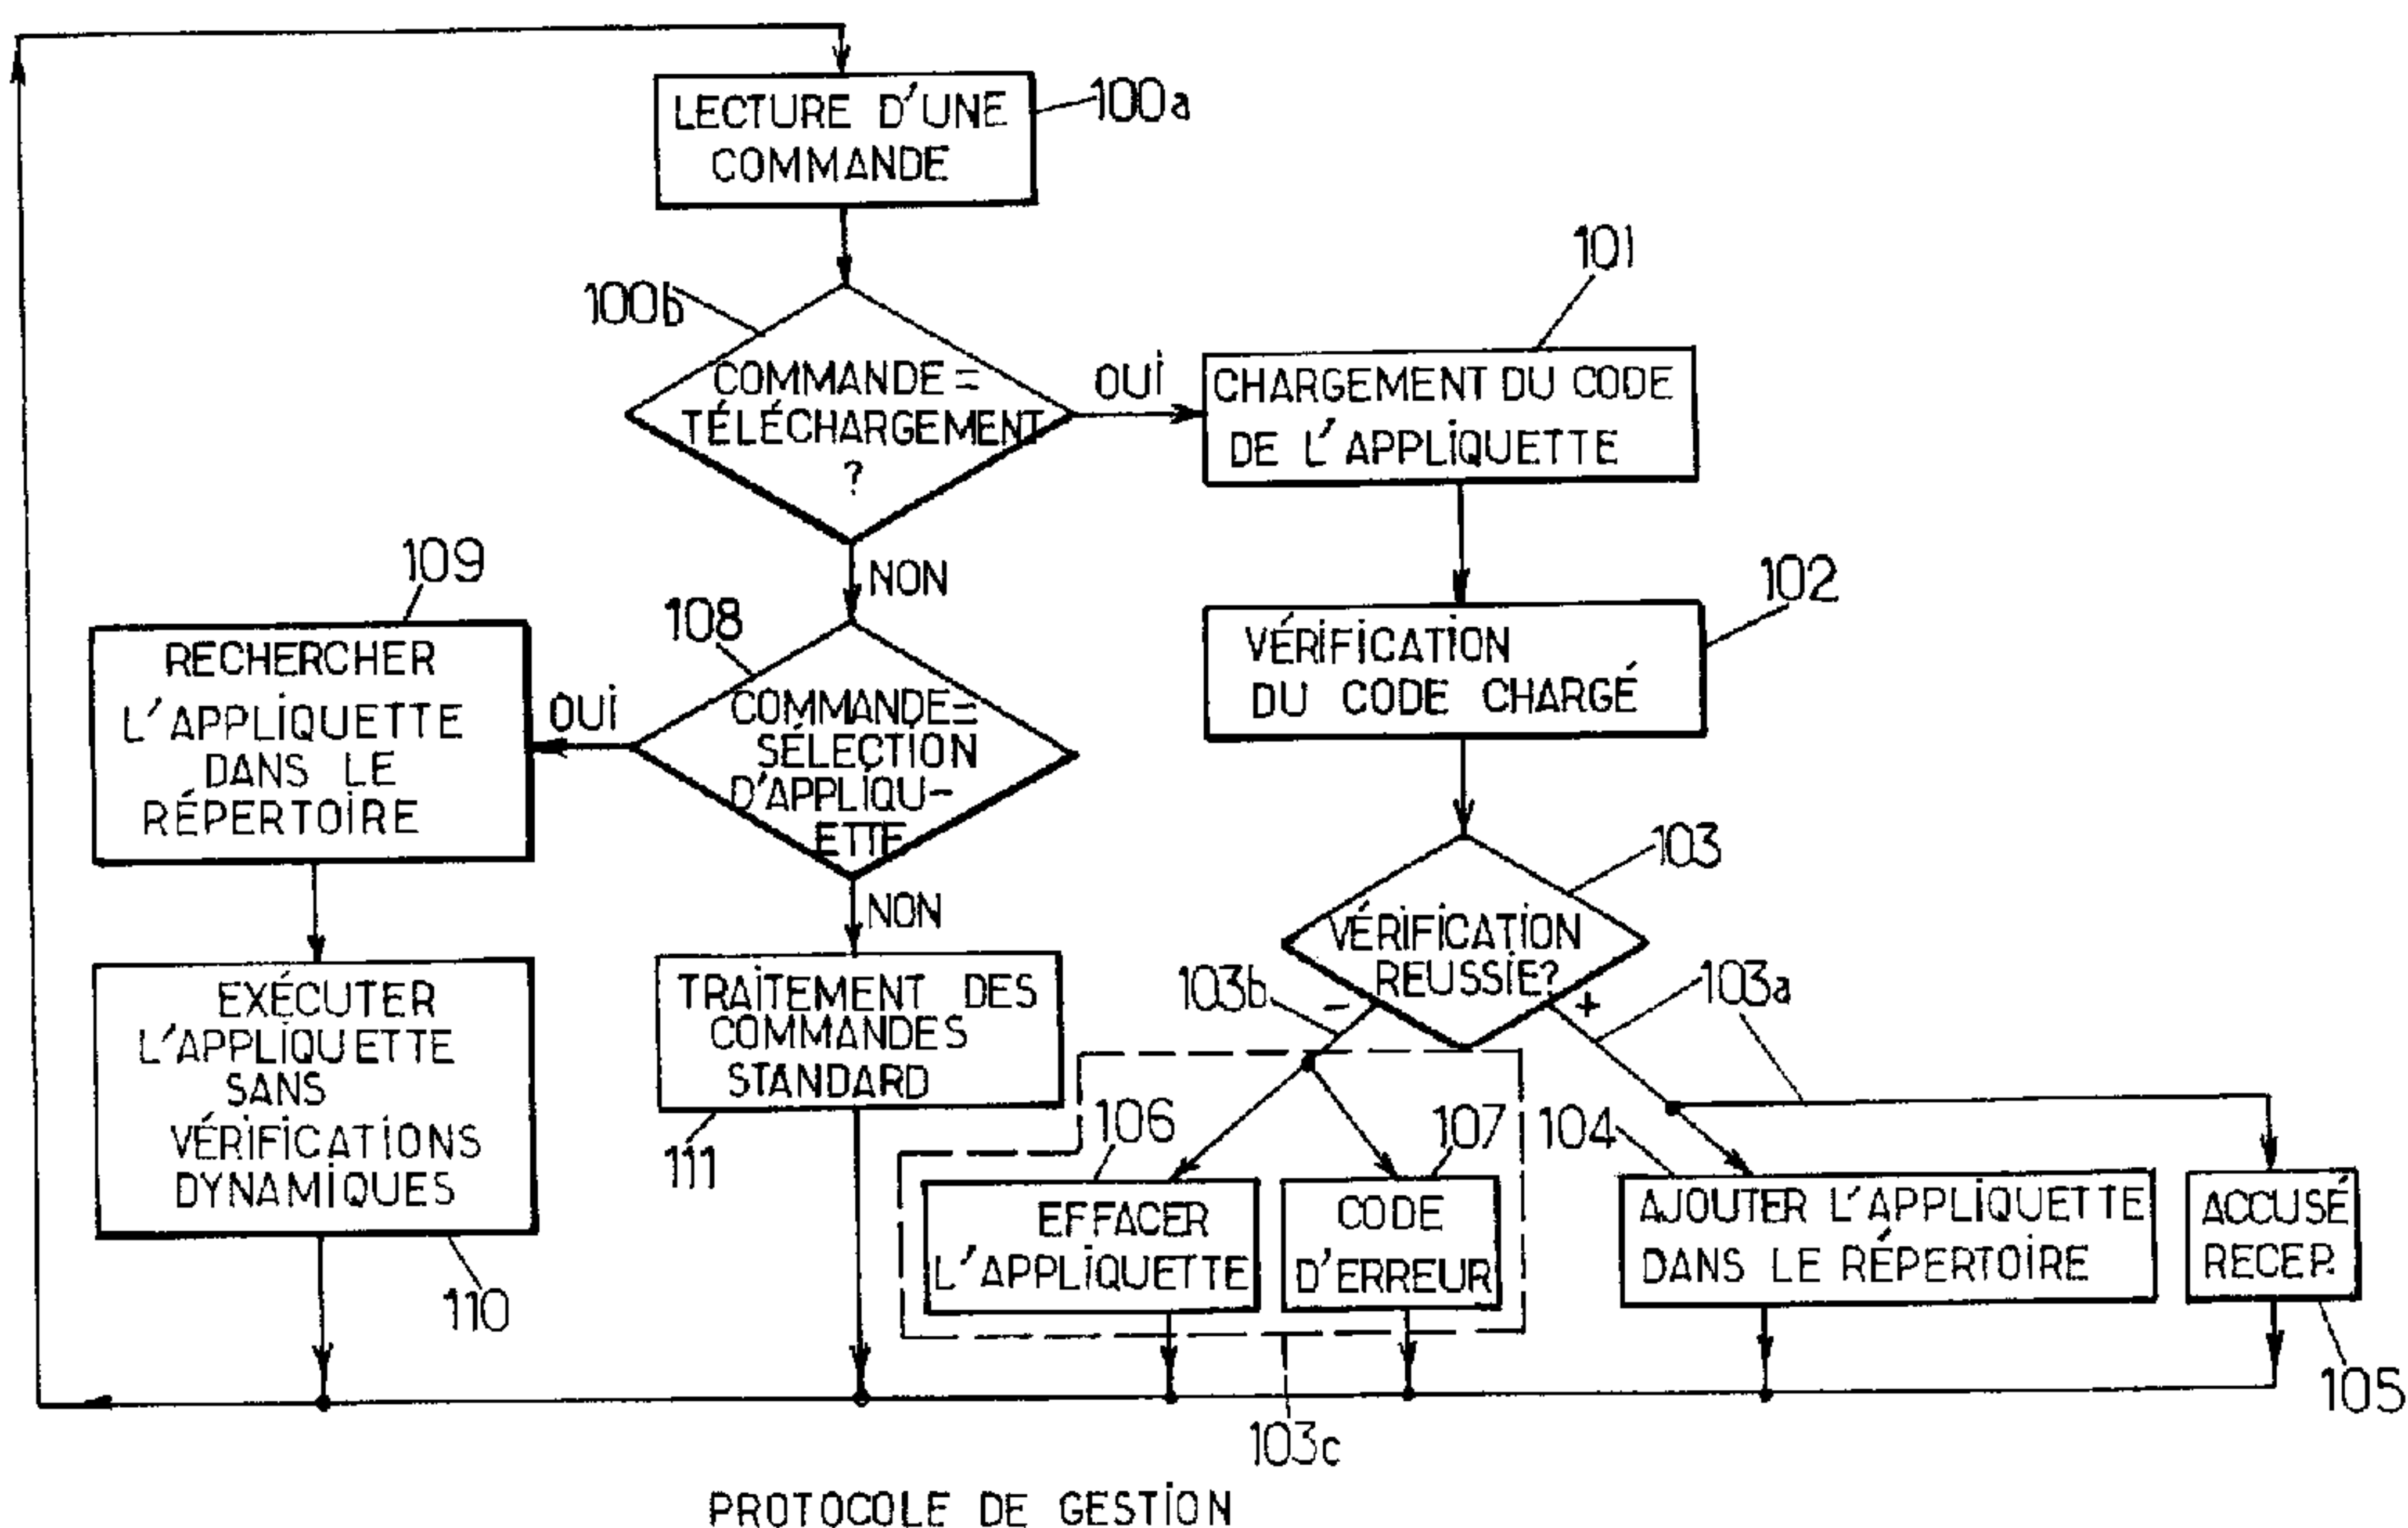 LECTURE D'UNE
COMMANDE
100a
100b
COMMANDE =
TÉLÉCHARGEMENT
?
OUi
NON
101
CHARGEMENT DU CODE
DE L'APPLiQUETTE
102
VÉRiFiCATiON
DU CODE CHARGÉ
108
COMMANDE=
SÉLECTiON
D'APPLiQU-
ETTE
OUi
NON
109
RECHERCHER
L'APPLiQUETTE
DANS LE
RÉPERTOiRE
EXÉCUTER
L'APPLiQUETTE
SANS
VÉRiFiCATiONS
DYNAMiQUES
110
TRAiTEMENT DES
COMMANDES
STANDARD
111
103
VÉRiFiCATiON
REUSSiE?
103b
-
+
103a
106
EFFACER
L'APPLiQUETTE
107
CODE
D'ERREUR
104
AJOUTER L'APPLiQUETTE
DANS LE RÉPERTOiRE
ACCUSÉ
RECEP.
105
103c
PROTOCOLE DE GESTiON